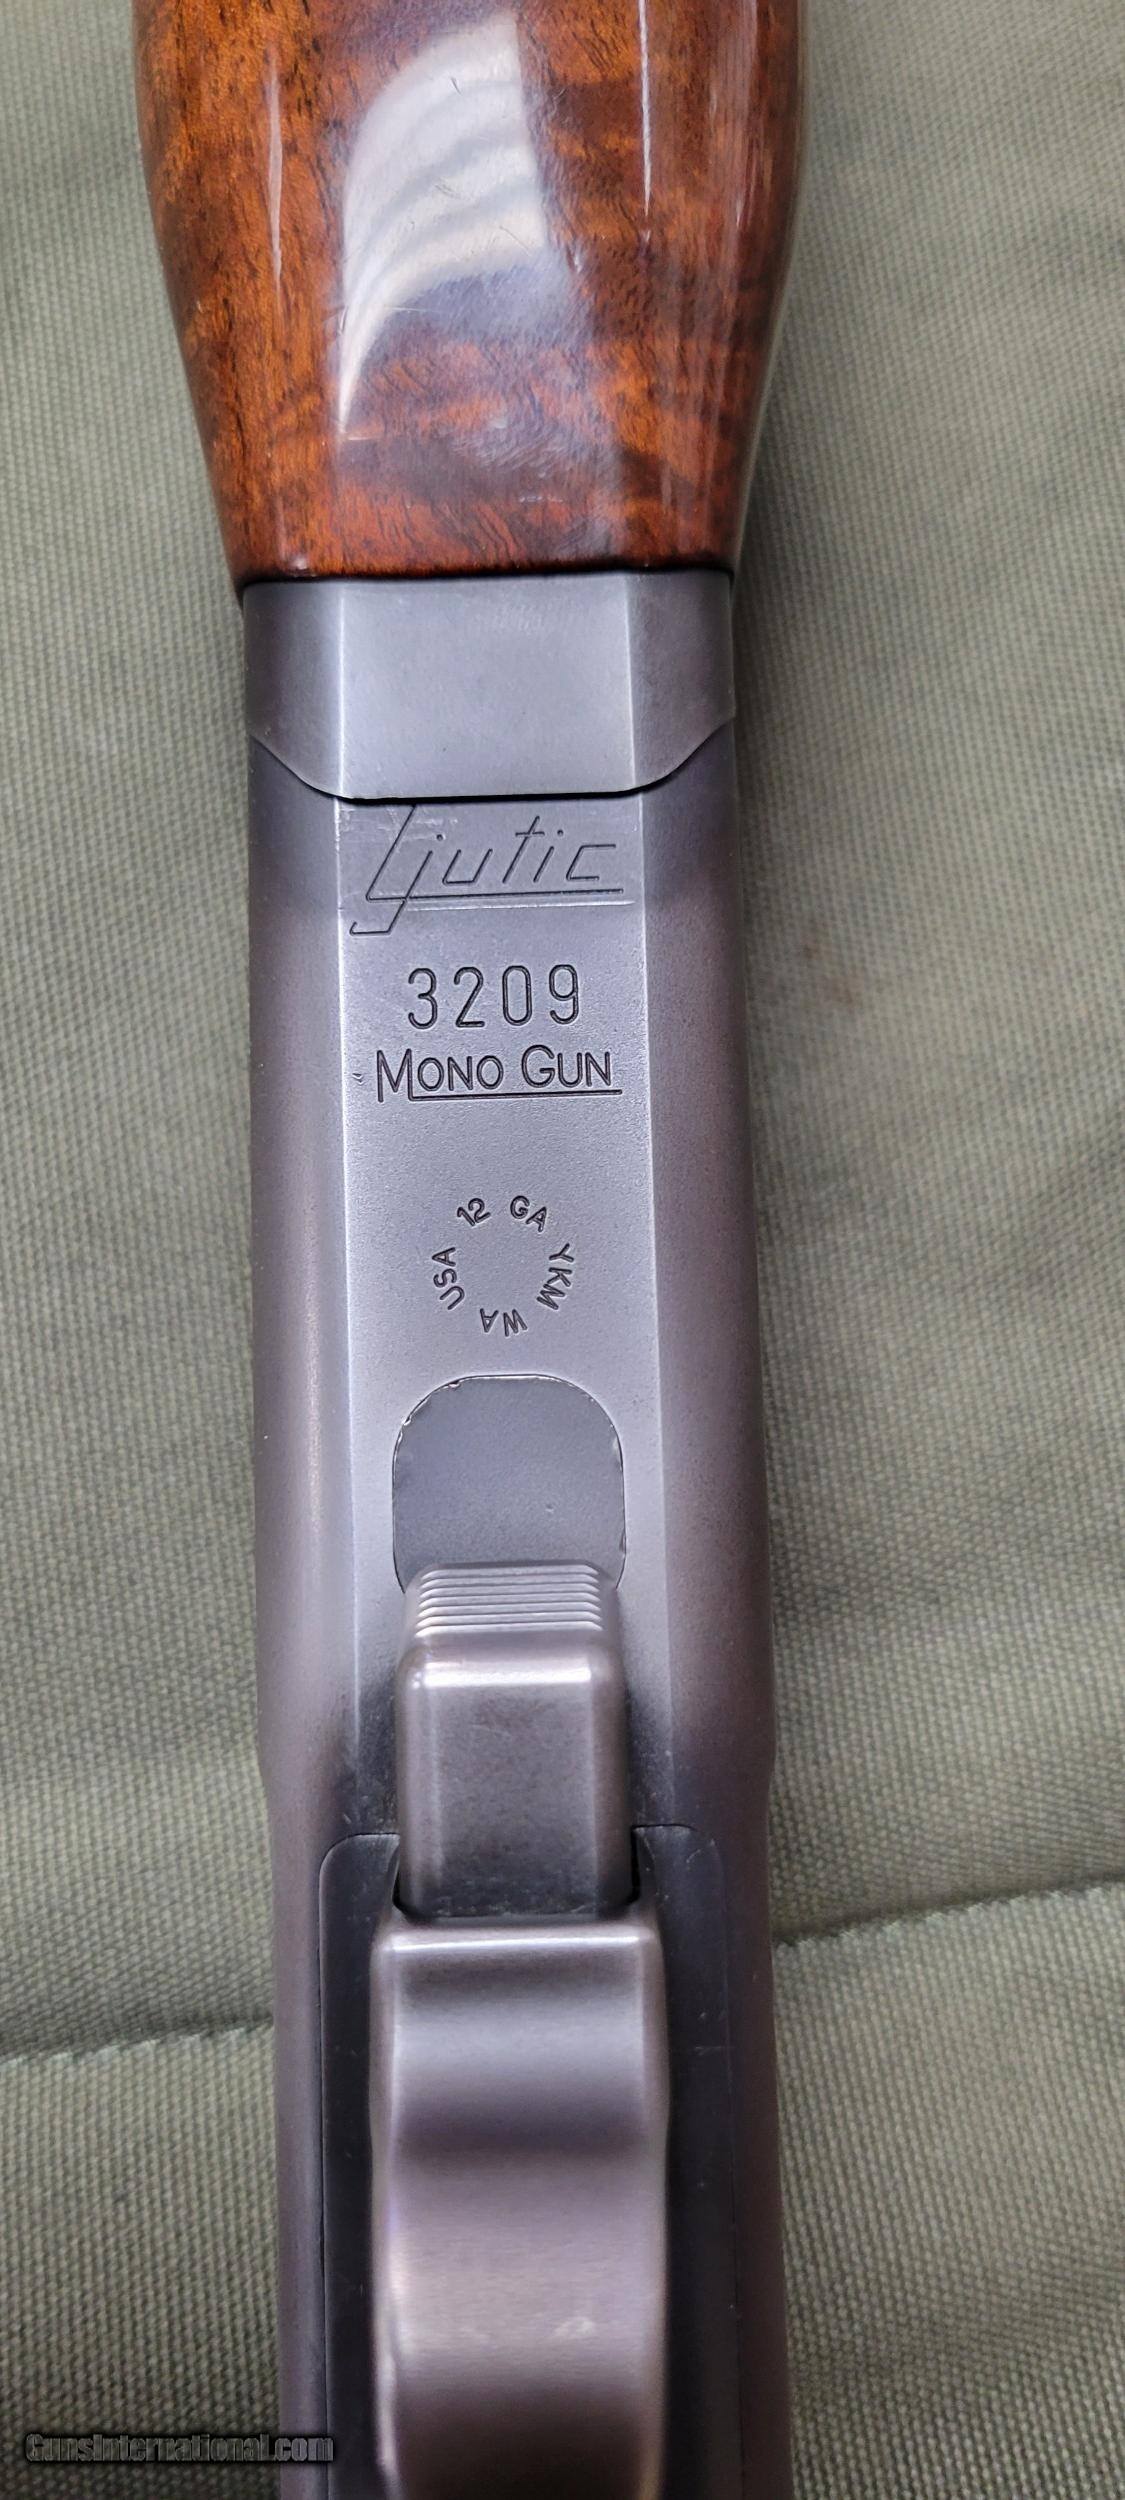 Ljutic
3209
MONO GUN
12 GA YKM WA USA
GunsInternational.com